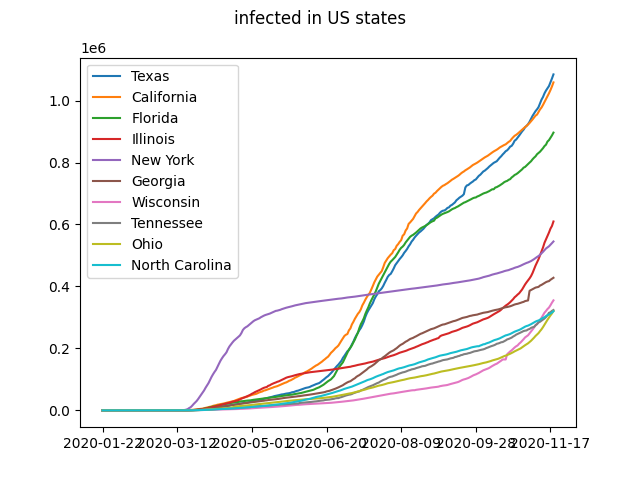 infected in US states
1e6
1.0
0.8
0.6
0.4
0.2
0.0
Texas
California
Florida
Illinois
New York
Georgia
Wisconsin
Tennessee
Ohio
North Carolina
2020-01-22 2020-03-12 2020-05-01 2020-06-20 2020-08-09 2020-09-28 2020-11-17